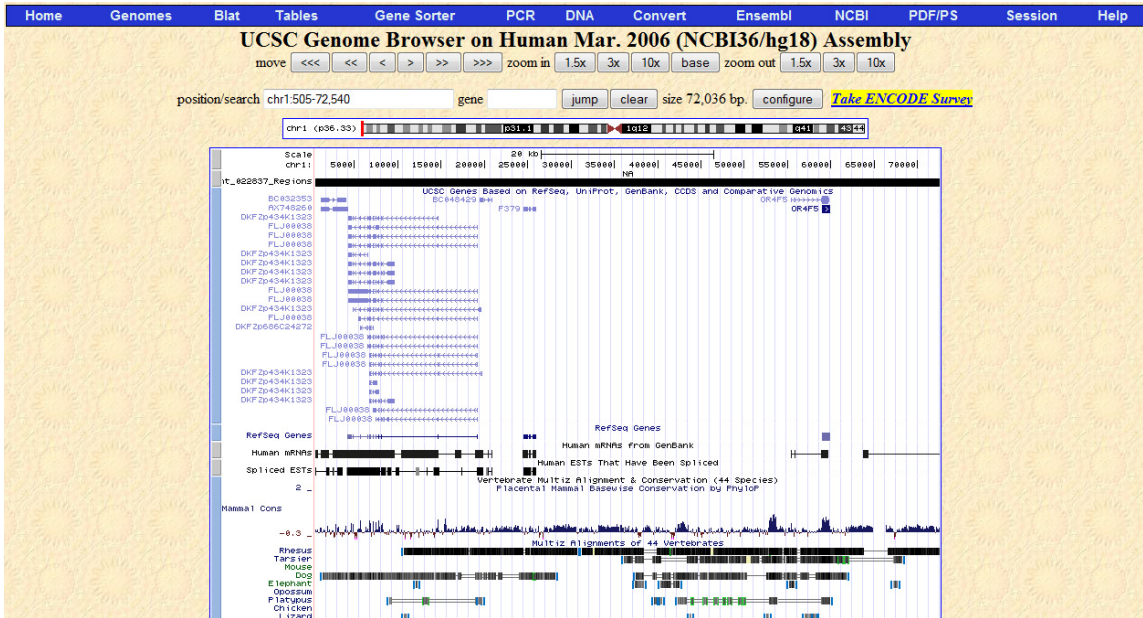 Home Genomes Blat Tables Gene Sorter PCR DNA Convert Ensembl NCBI PDF/PS Session Help
UCSC Genome Browser on Human Mar. 2006 (NCBI36/hg18) Assembly
move <<< << < > >> >>> zoom in 1.5x 3x 10x base zoom out 1.5x 3x 10x
position/search chr1:505-72,540 gene jump clear size 72,036 bp. configure Take ENCODE Survey
chr1 (p36.33) p31.1 1q12 q41 43 44
Scale 20 kb
chr1: 5000 10000 15000 20000 25000 30000 35000 40000 45000 50000 55000 60000 65000 70000
NA
nt_022837_Regions
UCSC Genes Based on RefSeq, UniProt, GenBank, CCDS and Comparative Genomics
BC032353 BC048429 OR4F5
AX748260 F379 OR4F5
DKFZp434K1323
FLJ00038
FLJ00038
FLJ00038
DKFZp434K1323
DKFZp434K1323
DKFZp434K1323
DKFZp434K1323
FLJ00038
FLJ00038
DKFZp434K1323
FLJ00038
DKFZp686C24272
FLJ00038
FLJ00038
FLJ00038
FLJ00038
DKFZp434K1323
DKFZp434K1323
DKFZp434K1323
DKFZp434K1323
FLJ00038
FLJ00038
RefSeq Genes
RefSeq Genes
Human mRNAs from GenBank
Human mRNAs
Human ESTs That Have Been Spliced
Spliced ESTs
Vertebrate Multiz Alignment & Conservation (44 Species)
Placental Mammal Basewise Conservation by PhyloP
2 _
Mammal Cons
-0.3 _
Multiz Alignments of 44 Vertebrates
Rhesus
Tarsier
Mouse
Dog
Elephant
Opossum
Platypus
Chicken
Lizard